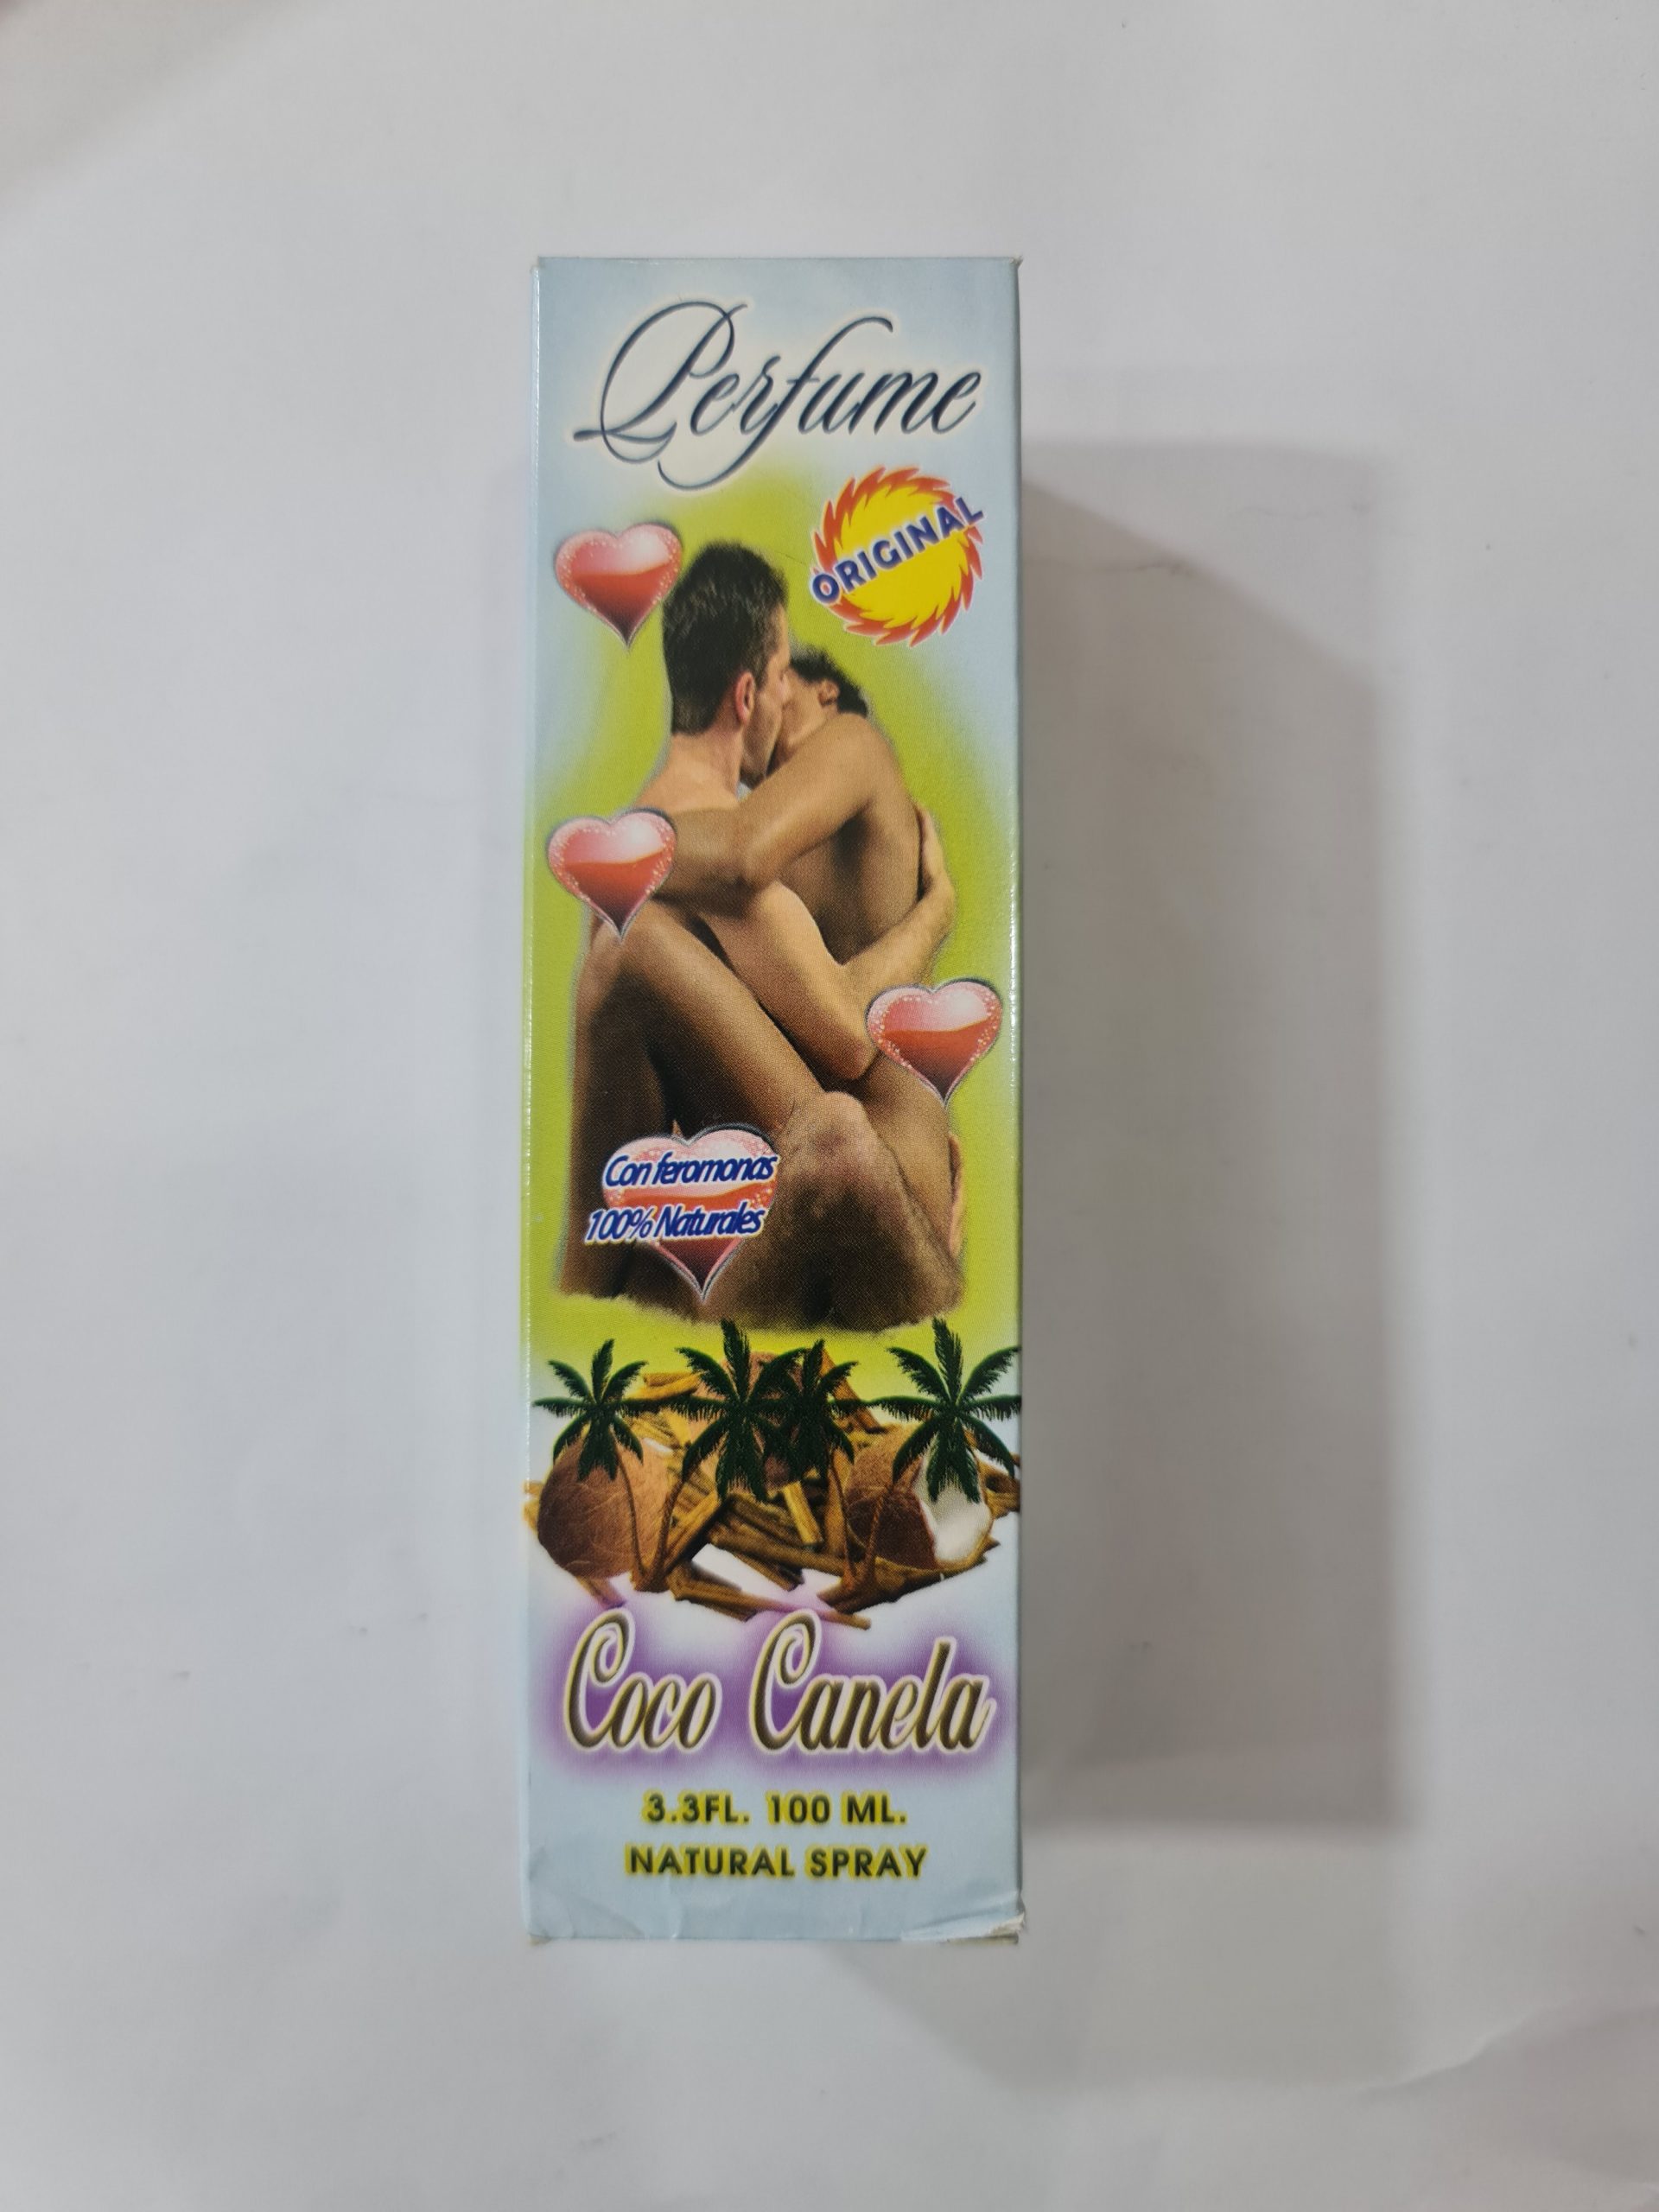 Perfume
ORIGINAL
Con feromonas
100% Naturales
Coco Canela
3.3FL. 100 ML.
NATURAL SPRAY